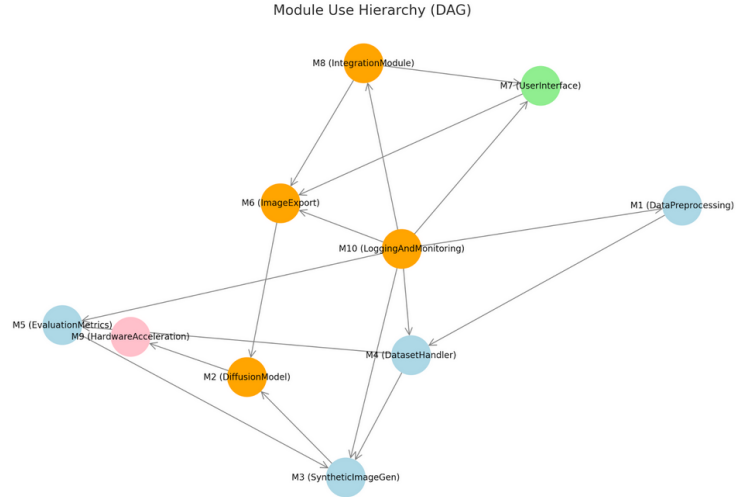 Module Use Hierarchy (DAG)
M8 (IntegrationModule)
M7 (UserInterface)
M6 (ImageExport)
M1 (DataPreprocessing)
M10 (LoggingAndMonitoring)
M5 (EvaluationMetrics)
M9 (HardwareAcceleration)
M4 (DatasetHandler)
M2 (DiffusionModel)
M3 (SyntheticImageGen)